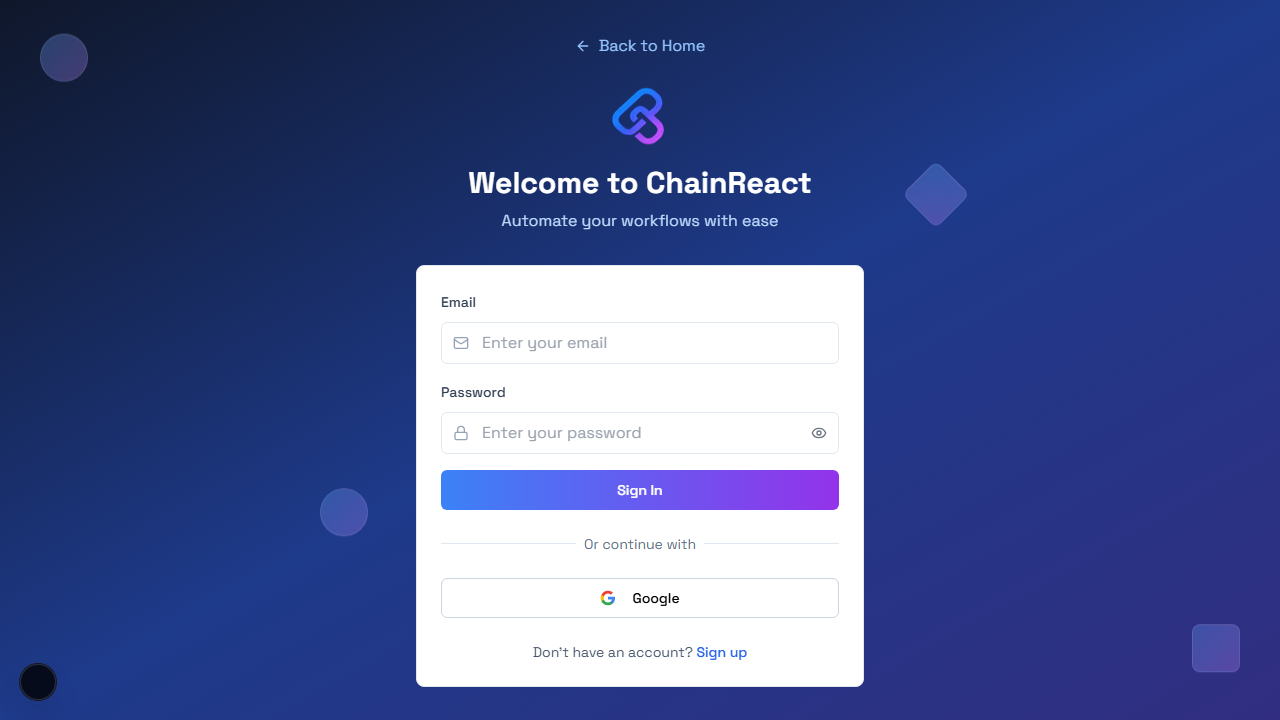 Back to Home
Welcome to ChainReact
Automate your workflows with ease
Email
Enter your email
Password
Enter your password
Sign In
Or continue with
Google
Don't have an account? Sign up